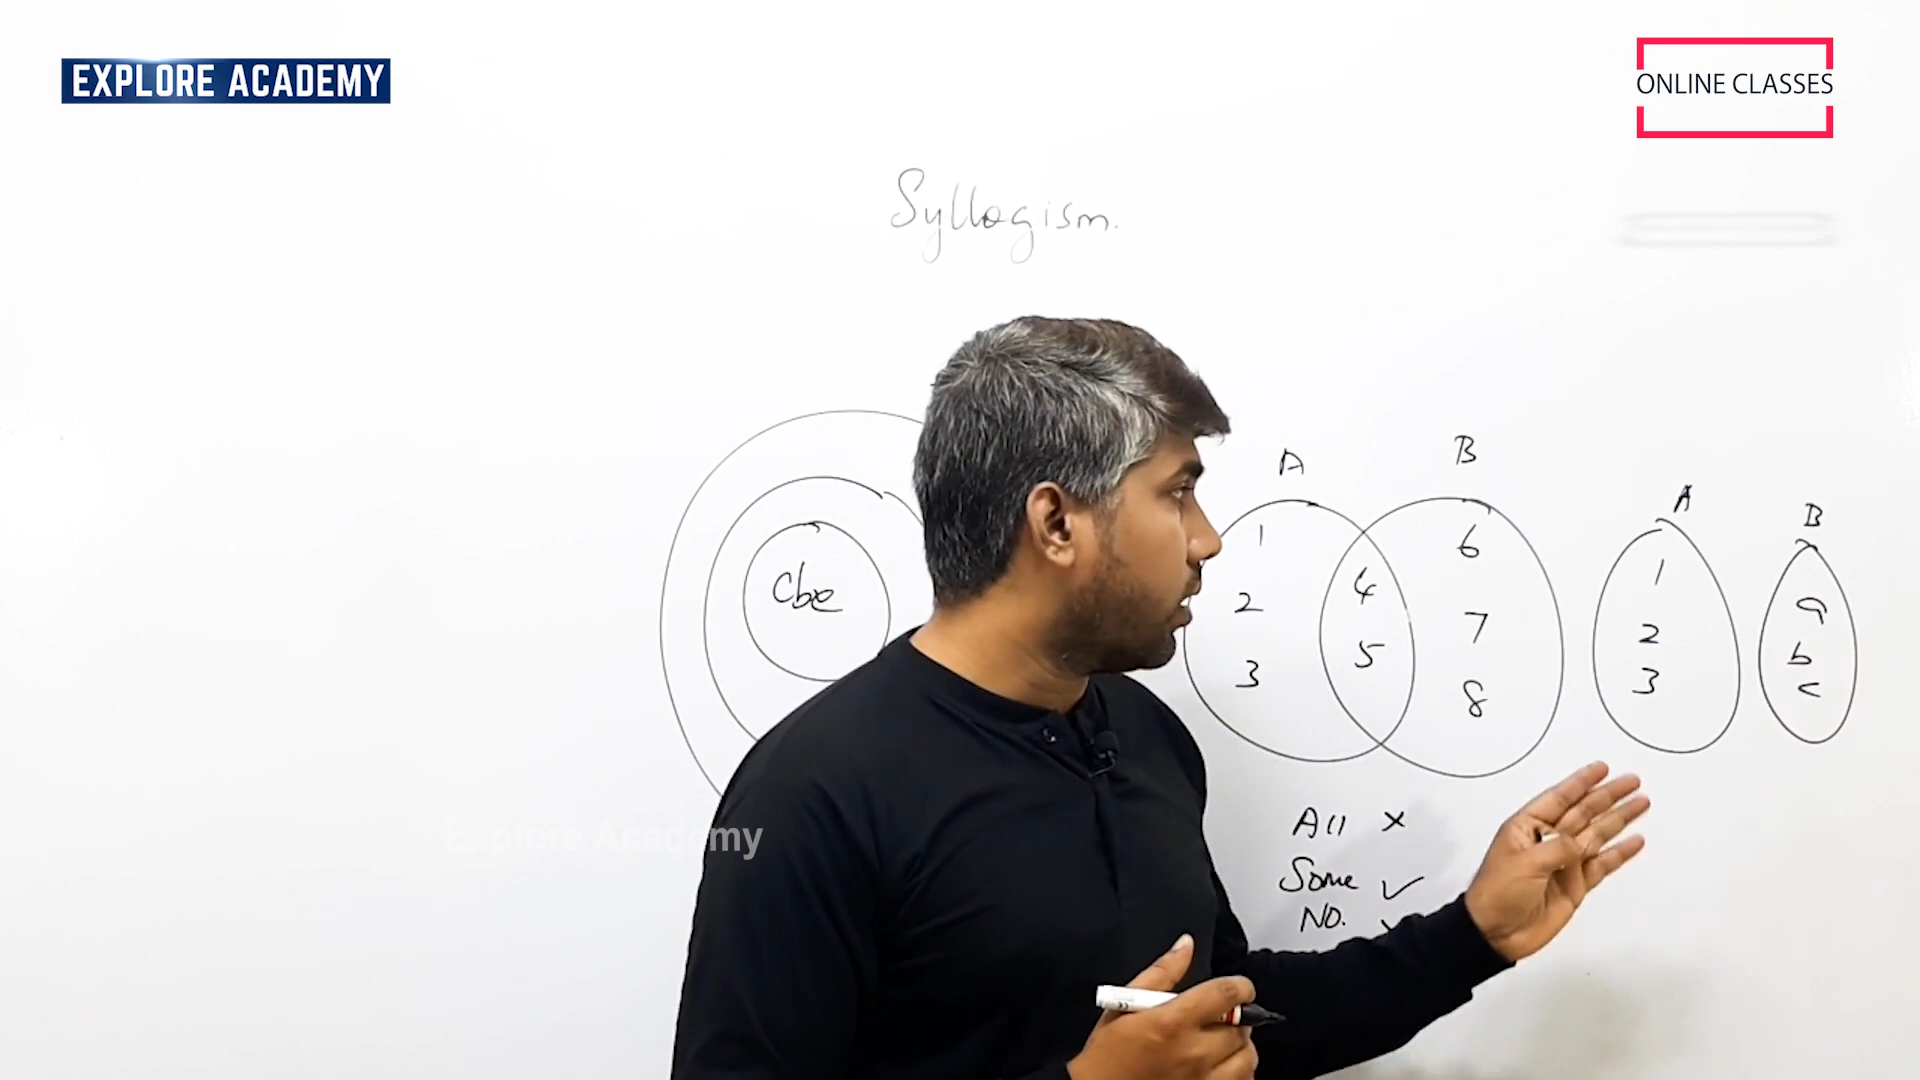 EXPLORE ACADEMY
ONLINE CLASSES
Syllogism.
Cbe
A
B
1
2
3
4
5
6
7
8
A
1
2
3
B
a
b
c
All ×
Some ✓
NO. ✓
Explore Academy